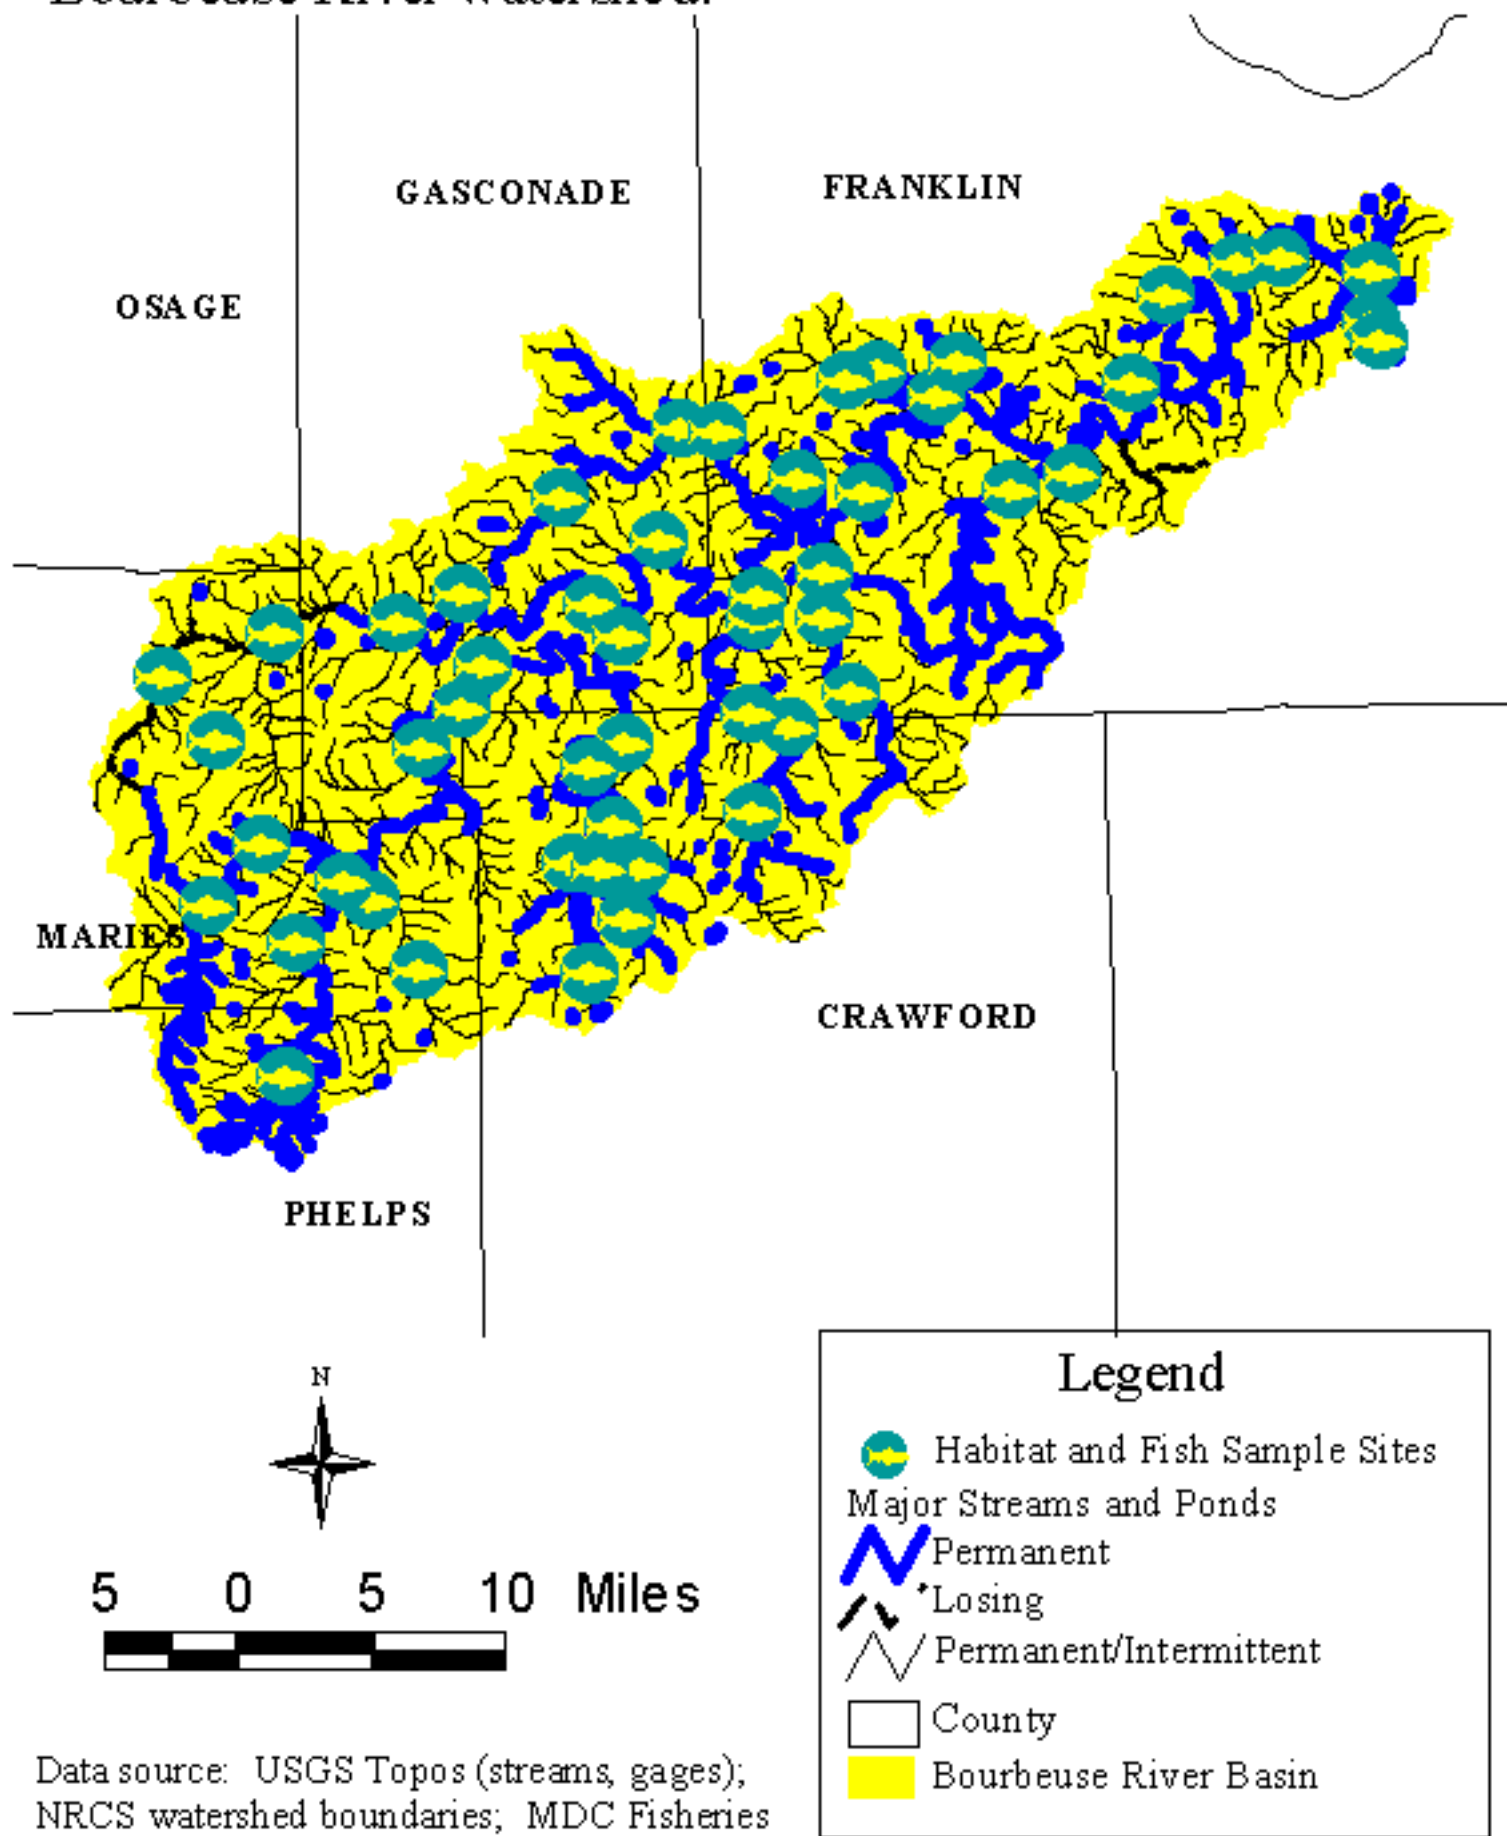 GASCONADE
FRANKLIN
OSAGE
MARIES
CRAWFORD
PHELPS
N
5 0 5 10 Miles
Legend
Habitat and Fish Sample Sites
Major Streams and Ponds
Permanent
Losing
Permanent/Intermittent
County
Bourbeuse River Basin
Data source: USGS Topos (streams, gages);
NRCS watershed boundaries; MDC Fisheries